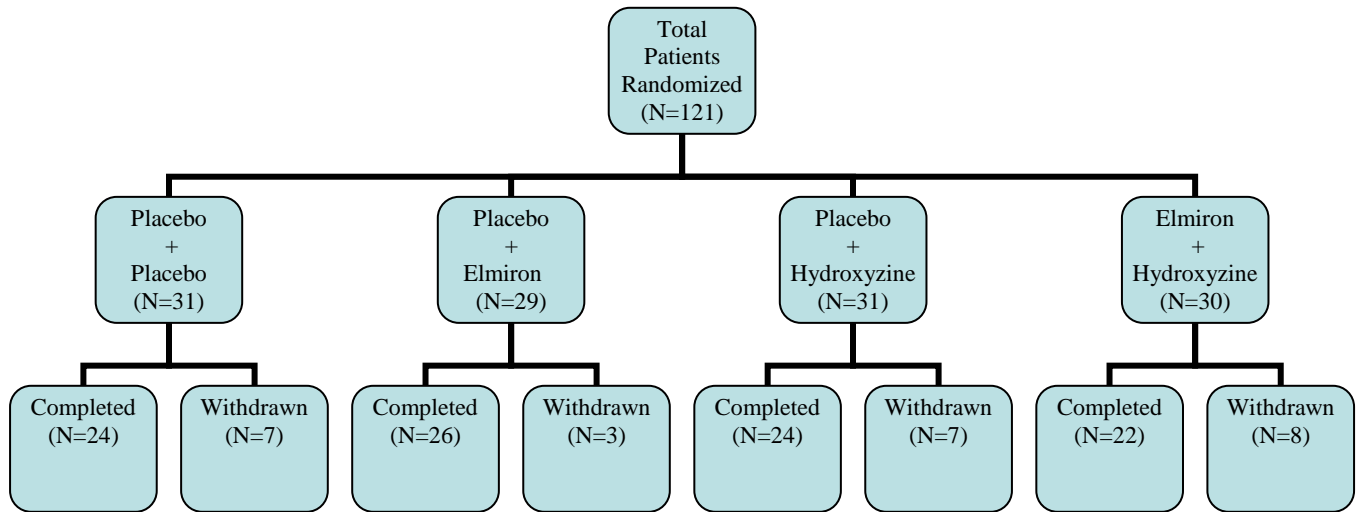 Total
Patients
Randomized
(N=121)
Placebo
+
Placebo
(N=31)
Placebo
+
Elmiron
(N=29)
Placebo
+
Hydroxyzine
(N=31)
Elmiron
+
Hydroxyzine
(N=30)
Completed
(N=24)
Withdrawn
(N=7)
Completed
(N=26)
Withdrawn
(N=3)
Completed
(N=24)
Withdrawn
(N=7)
Completed
(N=22)
Withdrawn
(N=8)